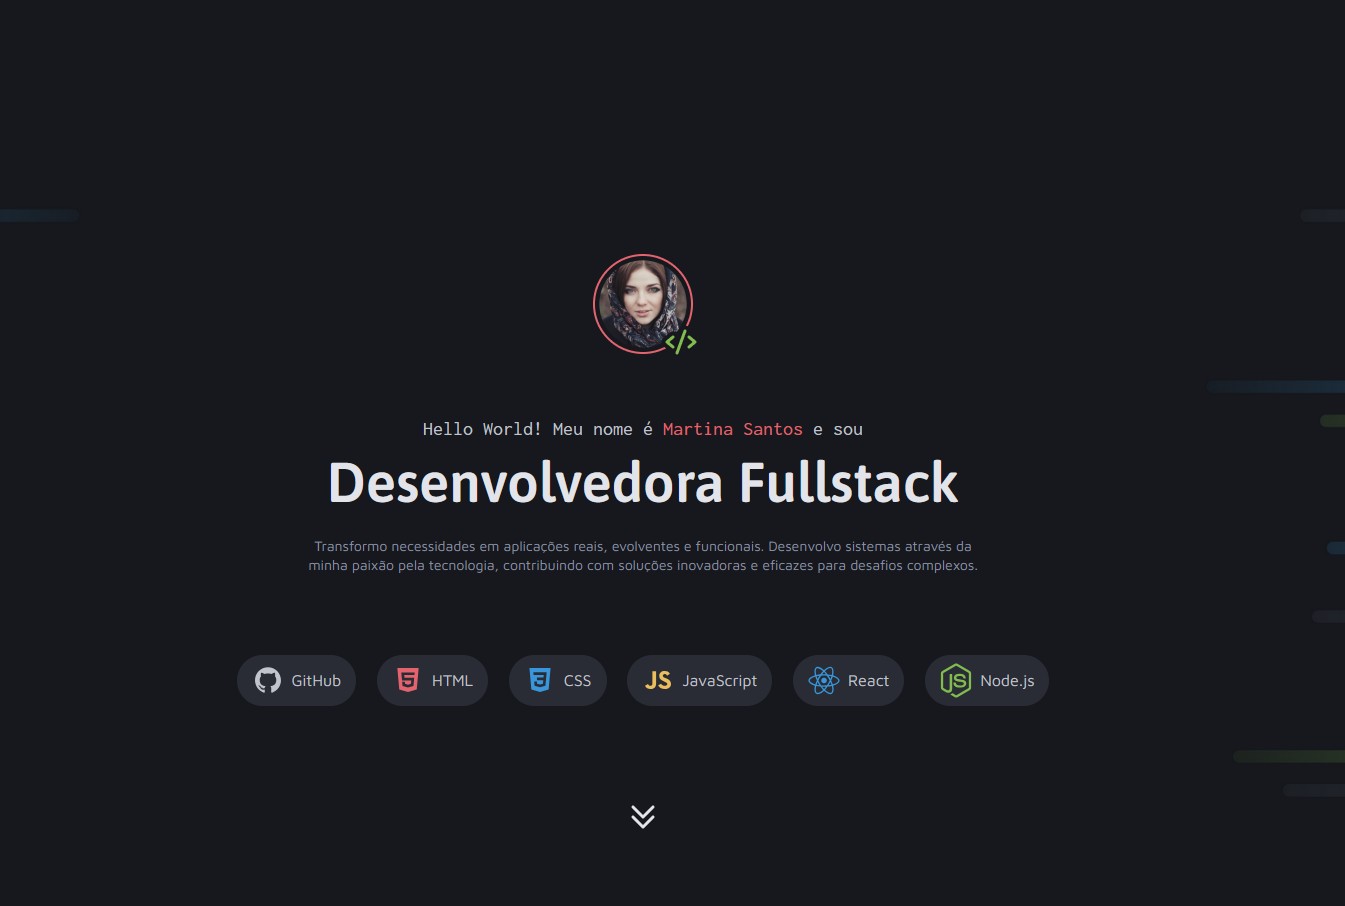 Hello World! Meu nome é Martina Santos e sou
Desenvolvedora Fullstack
Transformo necessidades em aplicações reais, evolventes e funcionais. Desenvolvo sistemas através da
minha paixão pela tecnologia, contribuindo com soluções inovadoras e eficazes para desafios complexos.
GitHub HTML CSS JS JavaScript React JS Node.js